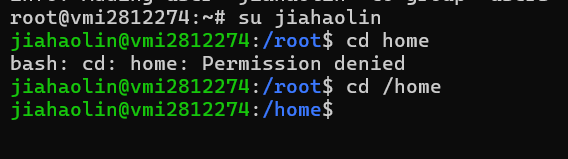 root@vmi2812274:~# su jiahaolin
jiahaolin@vmi2812274:/root$ cd home
bash: cd: home: Permission denied
jiahaolin@vmi2812274:/root$ cd /home
jiahaolin@vmi2812274:/home$